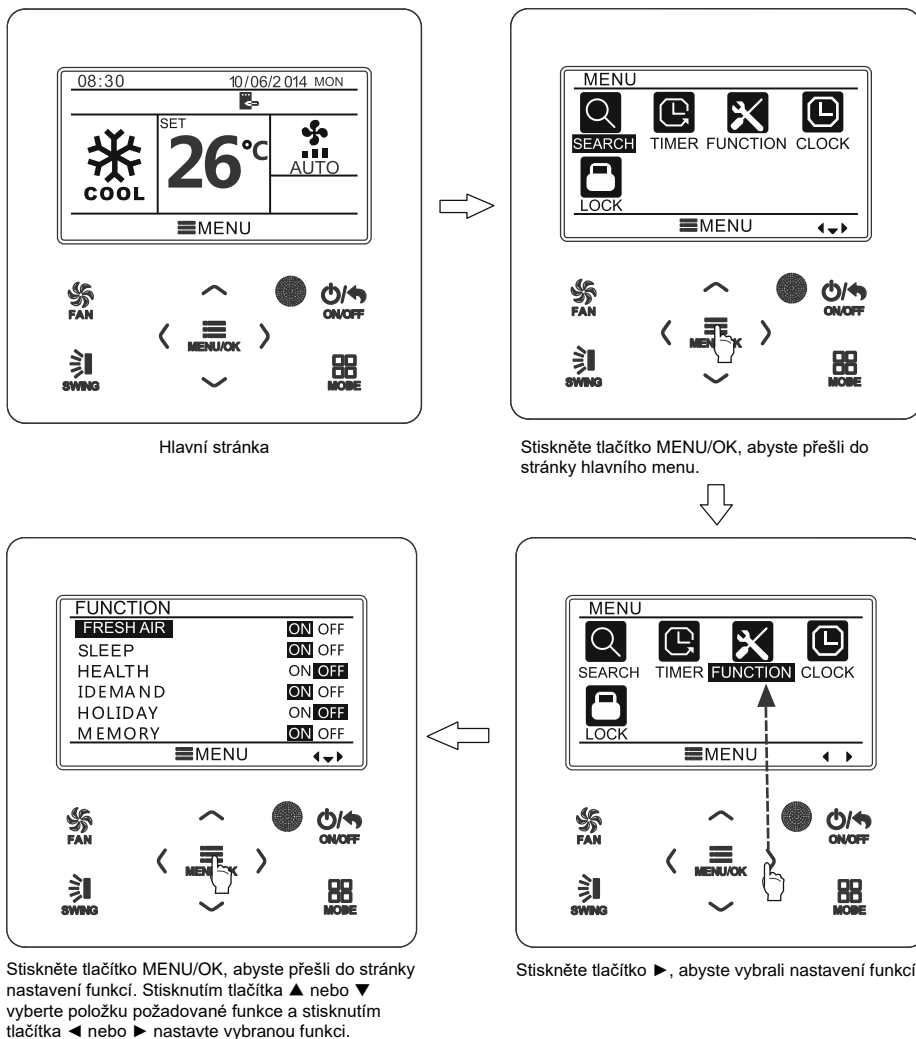 08:30 10/06/2014 MON
SET
26°C
COOL
AUTO
MENU
FAN
ON/OFF
MENU/OK
SWING
MODE
Hlavní stránka
MENU
SEARCH TIMER FUNCTION CLOCK
LOCK
MENU
FAN
ON/OFF
SWING
MODE
Stiskněte tlačítko MENU/OK, abyste přešli do
stránky hlavního menu.
MENU
SEARCH TIMER FUNCTION CLOCK
LOCK
MENU
FAN
ON/OFF
MENU/OK
SWING
MODE
Stiskněte tlačítko ►, abyste vybrali nastavení funkcí
FUNCTION
FRESH AIR ON OFF
SLEEP ON OFF
HEALTH ON OFF
IDEMAND ON OFF
HOLIDAY ON OFF
MEMORY ON OFF
MENU
FAN
ON/OFF
SWING
MODE
Stiskněte tlačítko MENU/OK, abyste přešli do stránky
nastavení funkcí. Stisknutím tlačítka ▲ nebo ▼
vyberte položku požadované funkce a stisknutím
tlačítka ◄ nebo ► nastavte vybranou funkci.